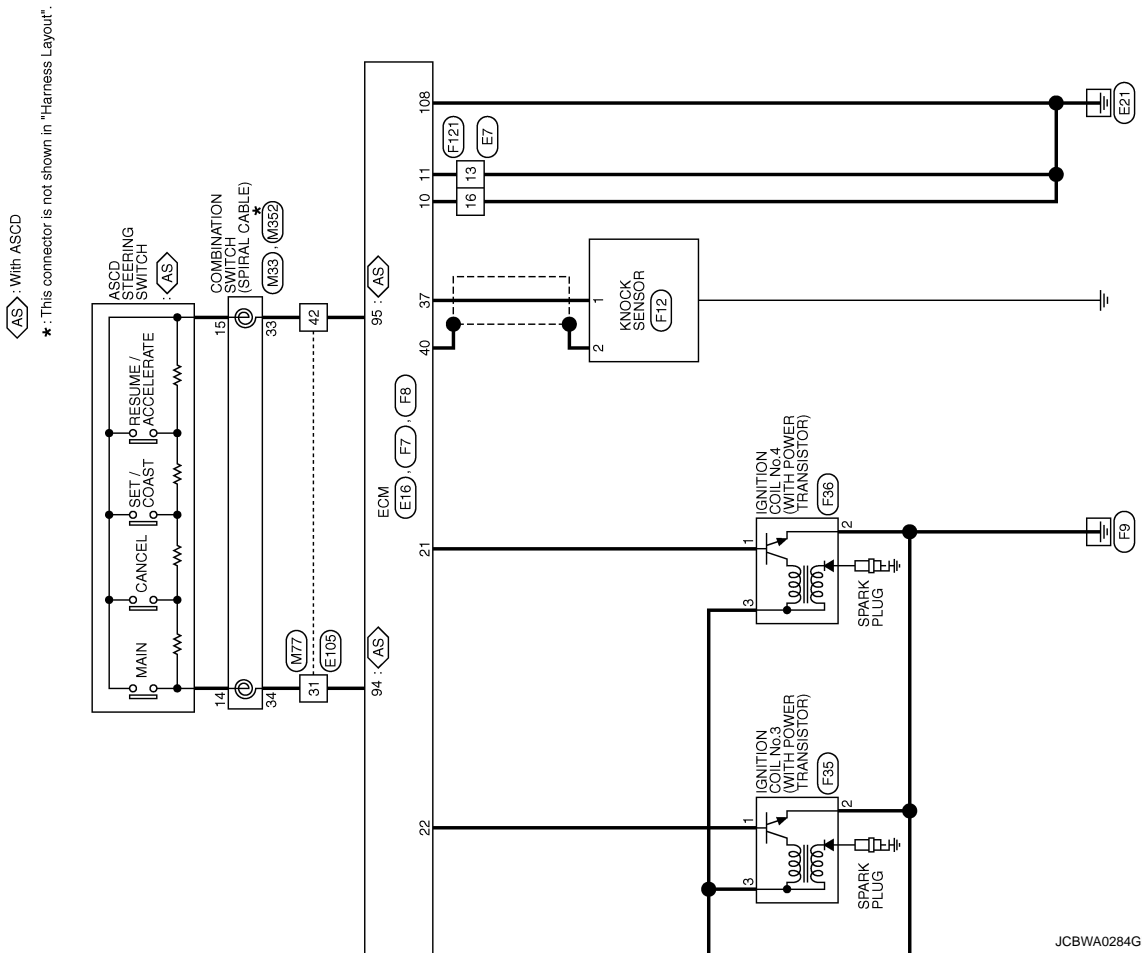 AS : With ASCD
* : This connector is not shown in "Harness Layout".
ASCD
STEERING
SWITCH
: AS
MAIN
CANCEL
SET /
COAST
RESUME /
ACCELERATE
COMBINATION
SWITCH
(SPIRAL CABLE)
M33 , M352 *
14
15
34
33
M77
E105
31
42
94 : AS
95 : AS
ECM
E16 , F7 , F8
22
21
40
37
10
11
108
F121
E7
16
13
KNOCK
SENSOR
F12
2
1
IGNITION
COIL No.3
(WITH POWER
TRANSISTOR)
F35
3
1
2
SPARK
PLUG
IGNITION
COIL No.4
(WITH POWER
TRANSISTOR)
F36
3
1
2
SPARK
PLUG
F9
E21
JCBWA0284G